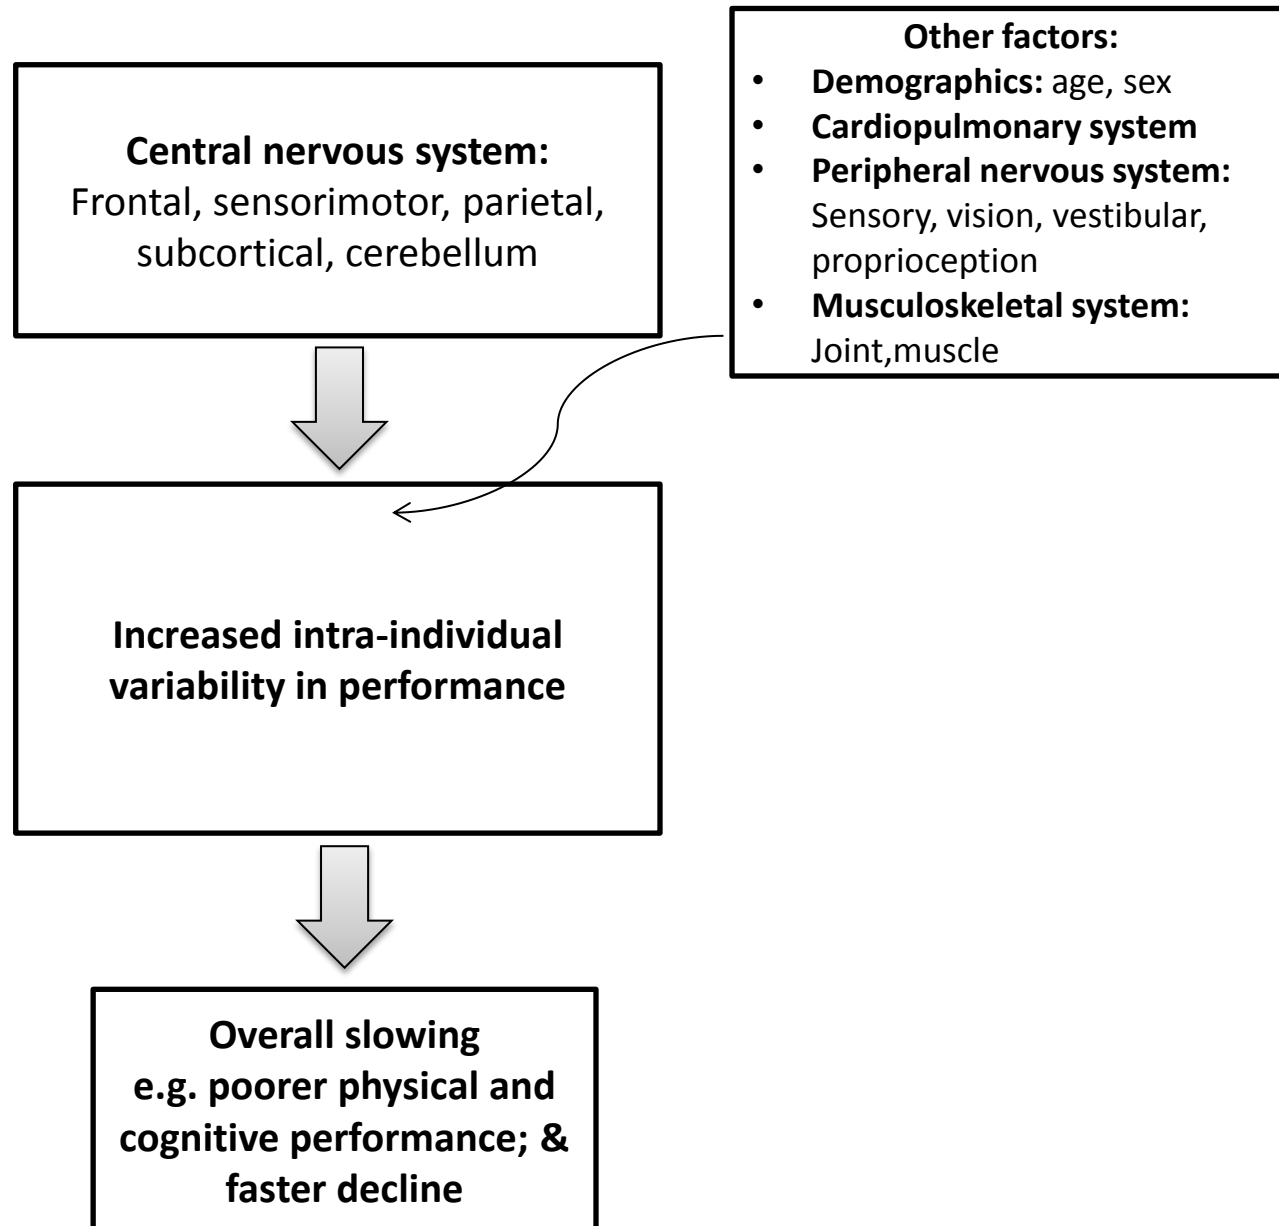 Central nervous system:
Frontal, sensorimotor, parietal,
subcortical, cerebellum
Other factors:
• Demographics: age, sex
• Cardiopulmonary system
• Peripheral nervous system:
Sensory, vision, vestibular,
proprioception
• Musculoskeletal system:
Joint,muscle
Increased intra-individual
variability in performance
Overall slowing
e.g. poorer physical and
cognitive performance; &
faster decline